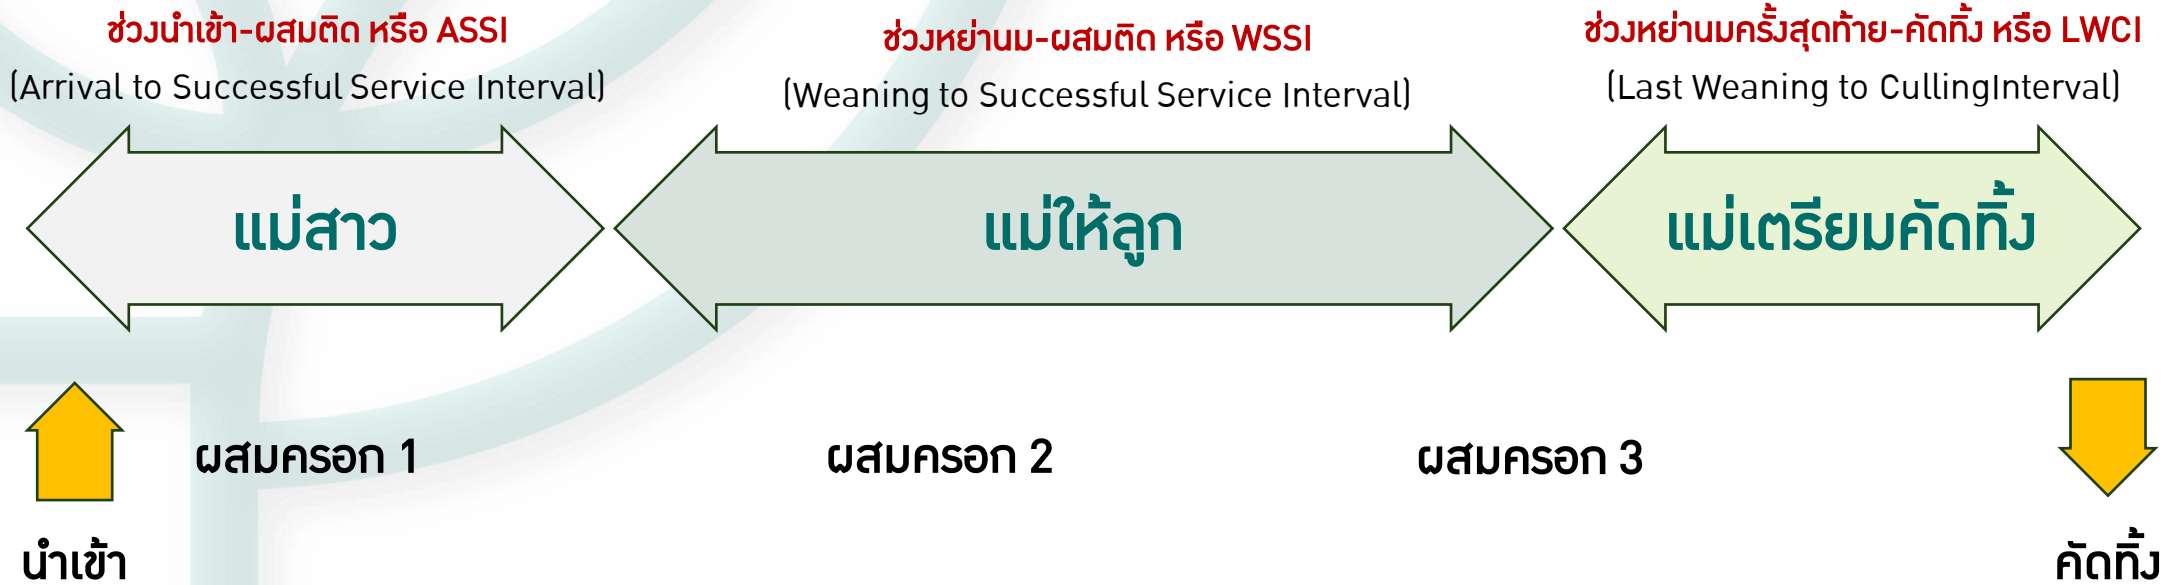 ช่วงนำเข้า-ผสมติด หรือ ASSI
(Arrival to Successful Service Interval)
ช่วงหย่านม-ผสมติด หรือ WSSI
(Weaning to Successful Service Interval)
ช่วงหย่านมครั้งสุดท้าย-คัดทิ้ง หรือ LWCI
(Last Weaning to CullingInterval)
แม่สาว
แม่ให้ลูก
แม่เตรียมคัดทิ้ง
ผสมครอก 1
ผสมครอก 2
ผสมครอก 3
นำเข้า
คัดทิ้ง